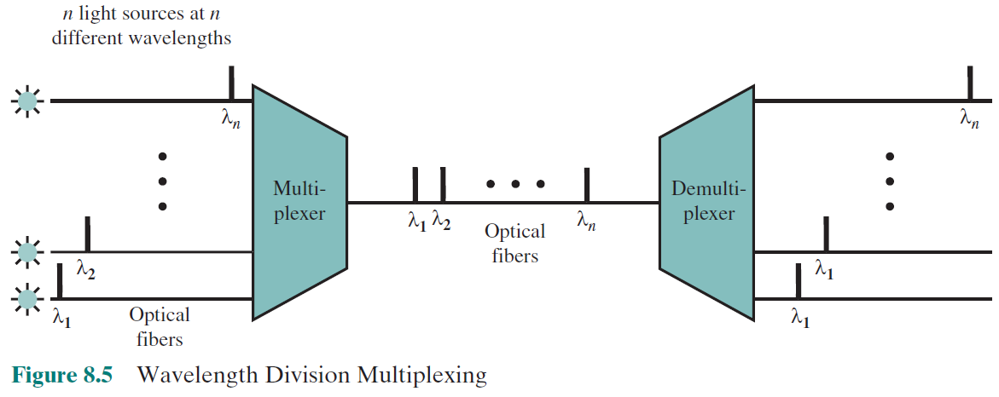 n light sources at n
different wavelengths
λn
λ2
λ1
Optical
fibers
Multi-
plexer
λ1 λ2
λn
Optical
fibers
Demulti-
plexer
λn
λ1
λ1
Figure 8.5 Wavelength Division Multiplexing